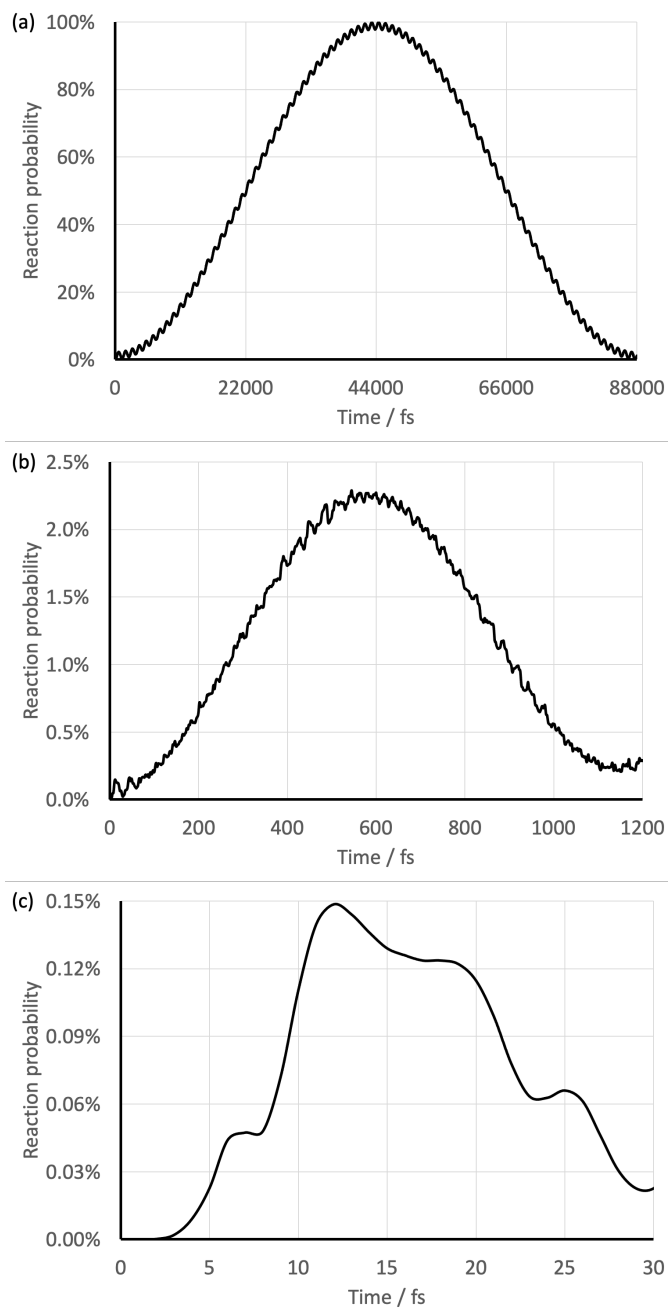 (a)
100%
80%
60%
40%
20%
0%
Reaction probability
0 22000 44000 66000 88000
Time / fs
(b)
2.5%
2.0%
1.5%
1.0%
0.5%
0.0%
Reaction probability
0 200 400 600 800 1000 1200
Time / fs
(c)
0.15%
0.12%
0.09%
0.06%
0.03%
0.00%
Reaction probability
0 5 10 15 20 25 30
Time / fs